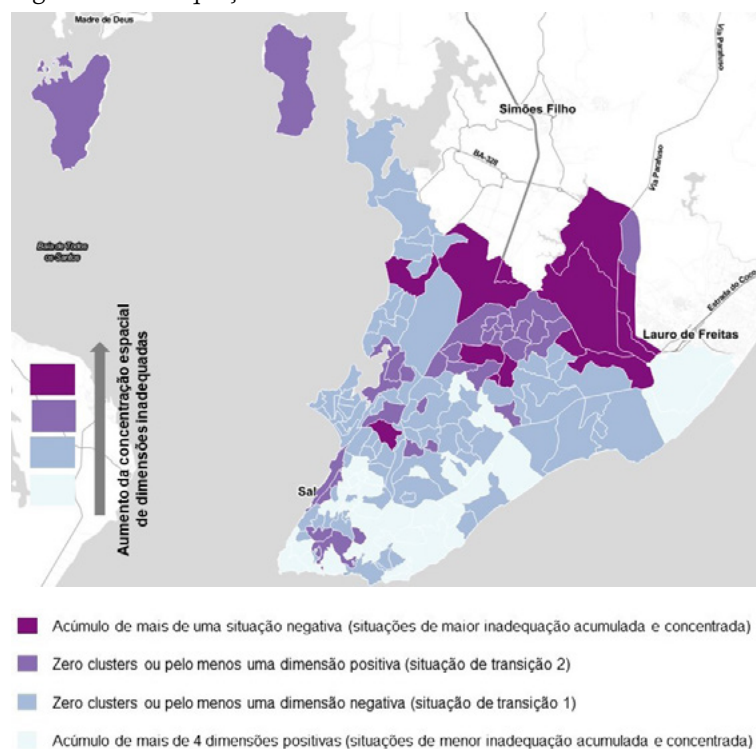 Madre de Deus
Via Parafuso
Simões Filho
BA-528
Via Parafuso
Baía de Todos
os Santos
Estrada do Coco
Lauro de Freitas
Aumento da concentração espacial
de dimensões inadequadas
Sal
Acúmulo de mais de uma situação negativa (situações de maior inadequação acumulada e concentrada)
Zero clusters ou pelo menos uma dimensão positiva (situação de transição 2)
Zero clusters ou pelo menos uma dimensão negativa (situação de transição 1)
Acúmulo de mais de 4 dimensões positivas (situações de menor inadequação acumulada e concentrada)